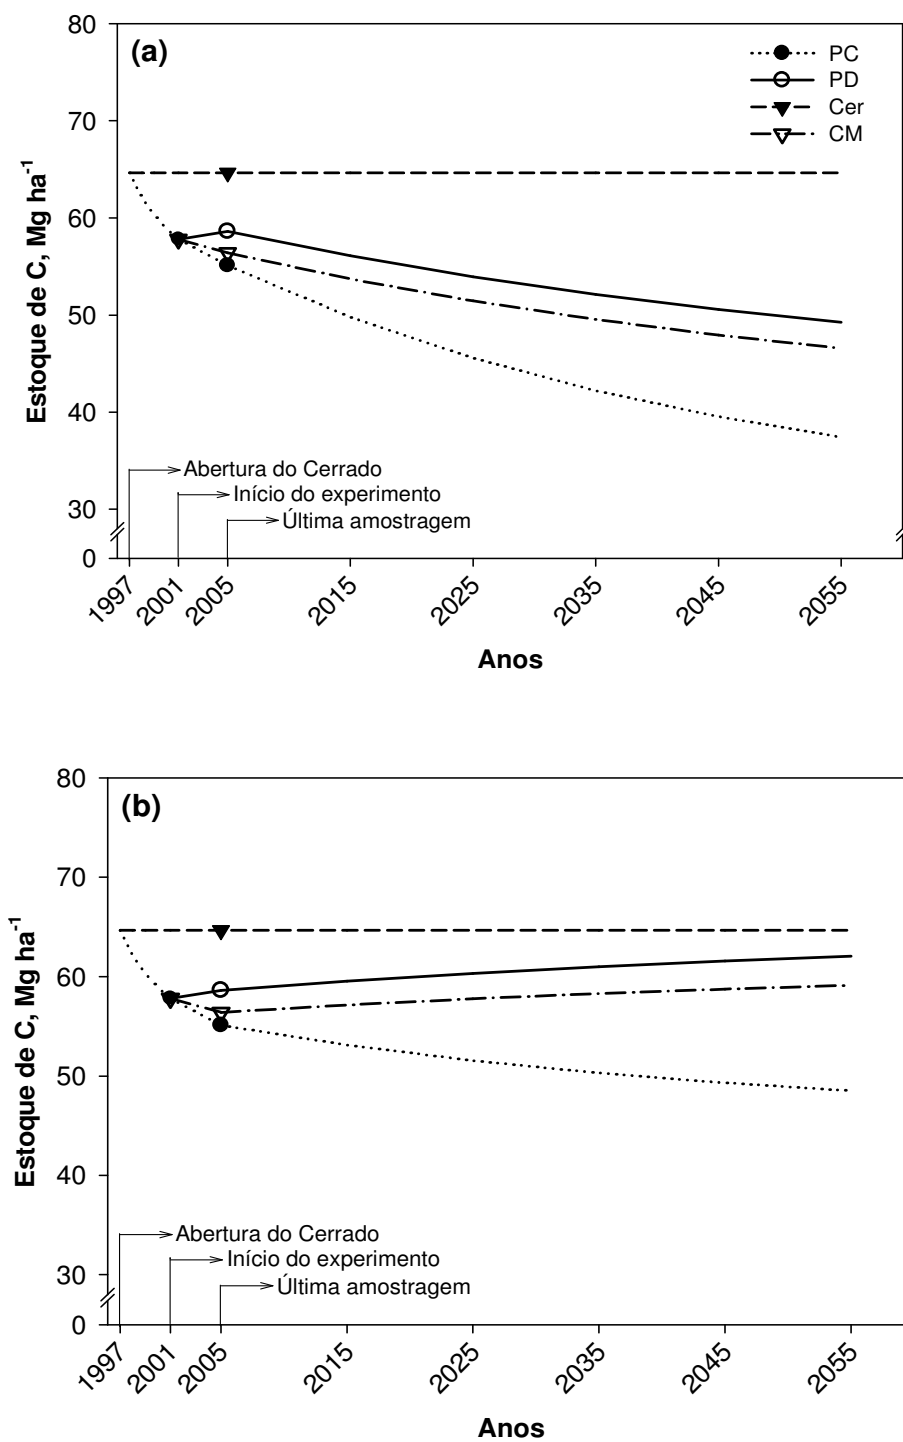 80
(a)
PC
PD
Cer
CM
70
60
50
40
30
0
Estoque de C, Mg ha⁻¹
Abertura do Cerrado
Início do experimento
Última amostragem
1997
2001
2005
2015
2025
2035
2045
2055
Anos
80
(b)
70
60
50
40
30
0
Estoque de C, Mg ha⁻¹
Abertura do Cerrado
Início do experimento
Última amostragem
1997
2001
2005
2015
2025
2035
2045
2055
Anos